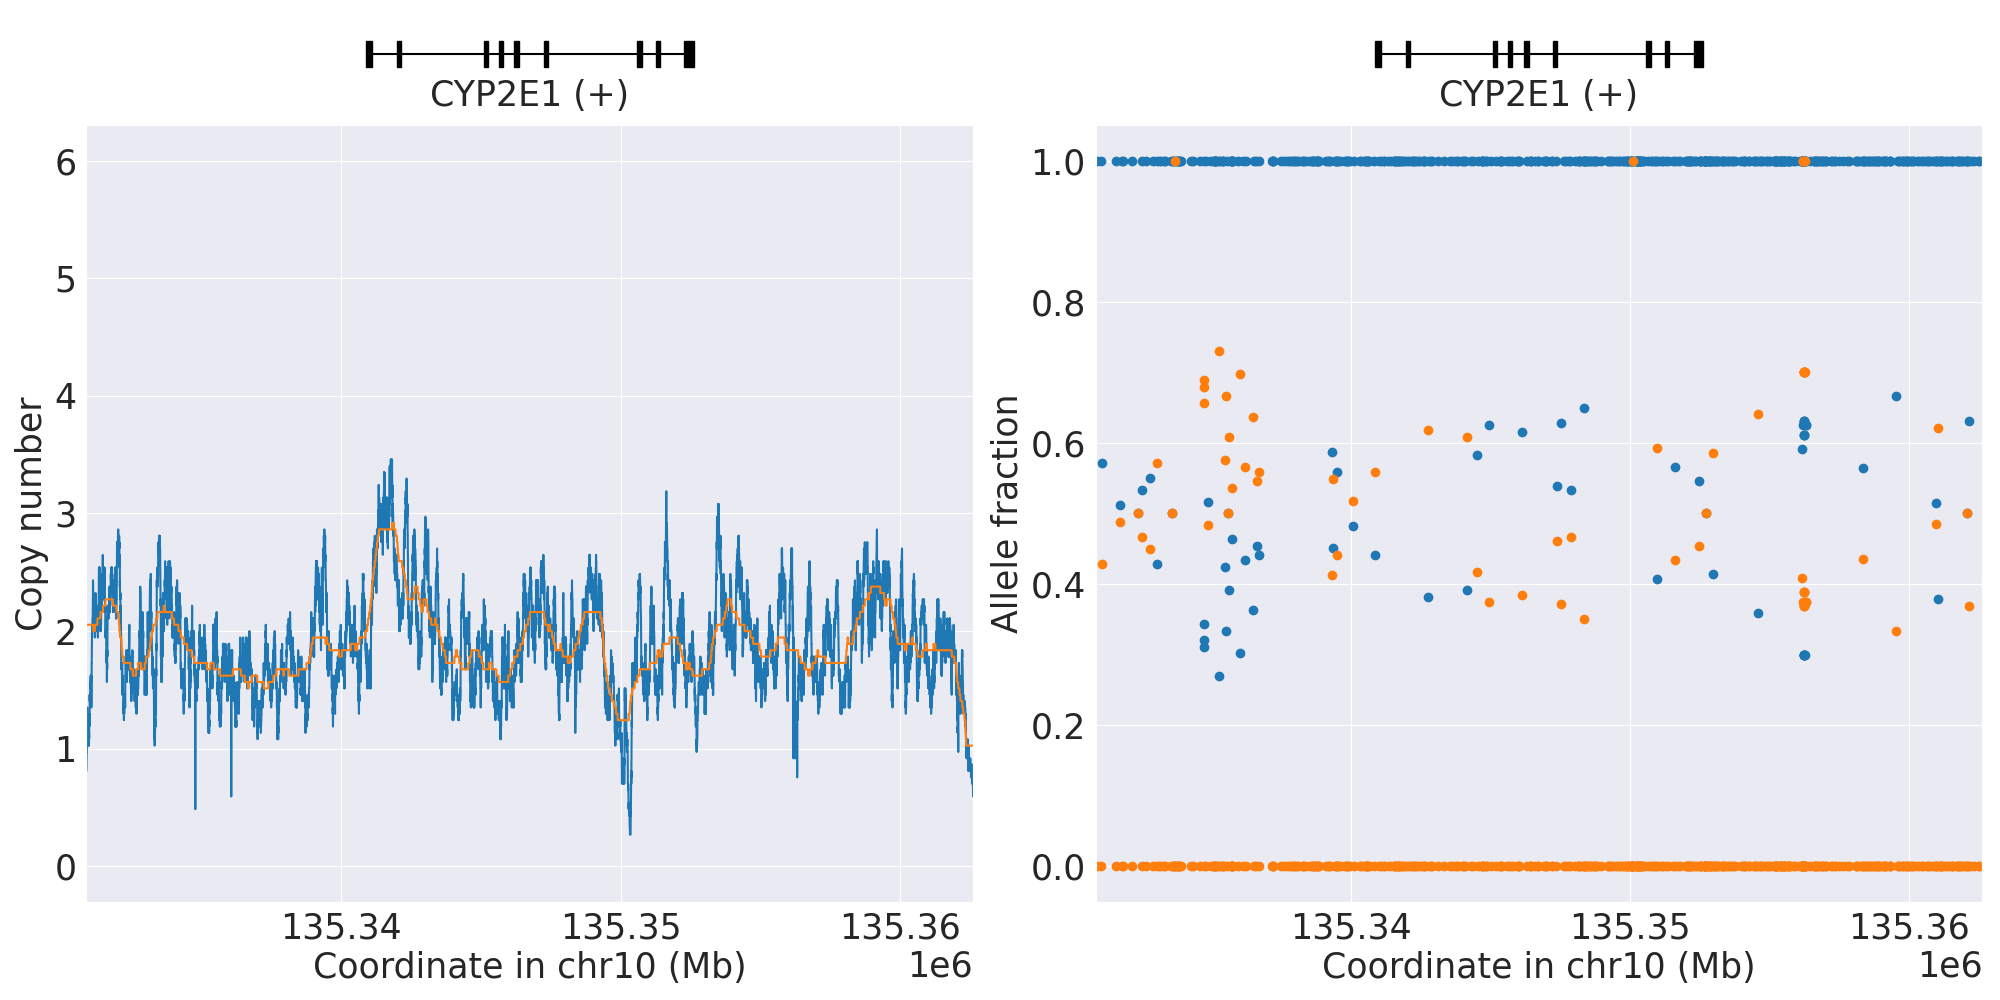 CYP2E1 (+)
6
5
4
3
2
1
0
Copy number
135.34
135.35
135.36
Coordinate in chr10 (Mb)
1e6
CYP2E1 (+)
1.0
0.8
0.6
0.4
0.2
0.0
Allele fraction
135.34
135.35
135.36
Coordinate in chr10 (Mb)
1e6